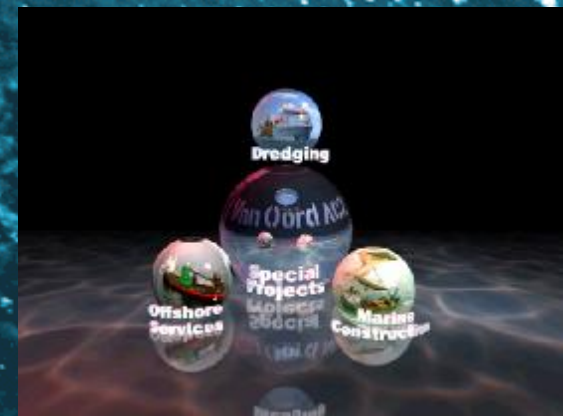 Dredging
Van Oord ACZ
Special
Projects
Offshore
Services
Marine
Construction